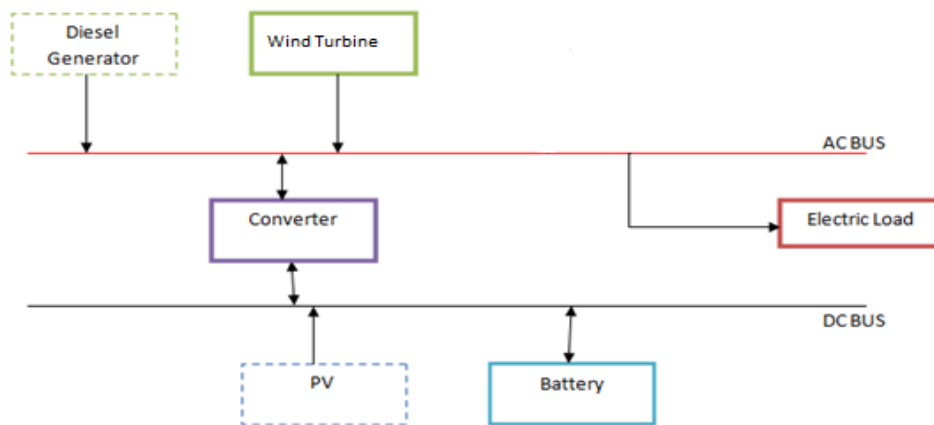 Diesel
Generator
Wind Turbine
AC BUS
Converter
Electric Load
DC BUS
PV
Battery